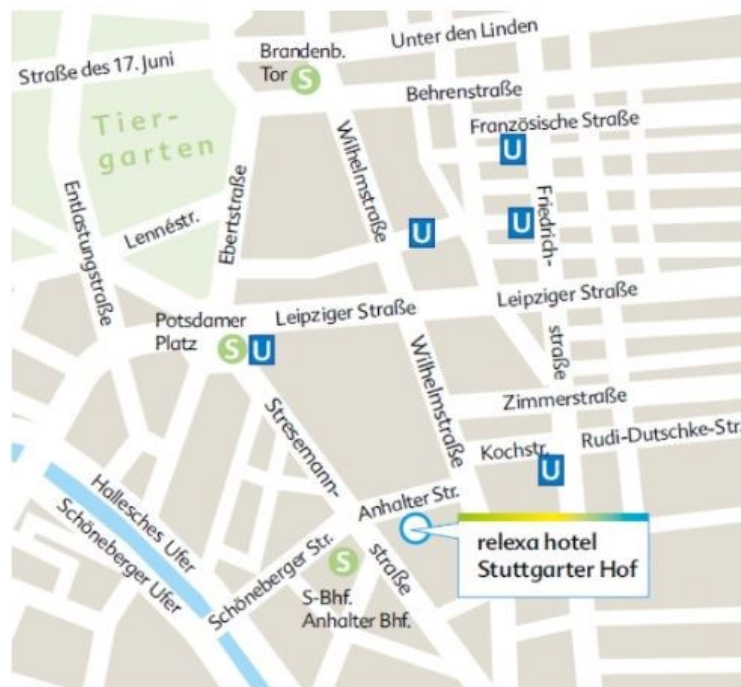 Unter den Linden
Brandenb.
Tor
S
Straße des 17. Juni
Behrenstraße
Französische Straße
Tier-
garten
U
Wilhelmstraße
Entlastungstraße
Lennéstr.
Ebertstraße
U
U
Friedrich-
straße
Leipziger Straße
Leipziger Straße
Potsdamer
Platz
S
U
Wilhelmstraße
Zimmerstraße
Stresemann-
straße
Kochstr.
Rudi-Dutschke-Str.
U
Hallesches Ufer
Schöneberger Ufer
Anhalter Str.
relexa hotel
Stuttgarter Hof
Schöneberger Str.
S
S-Bhf.
Anhalter Bhf.